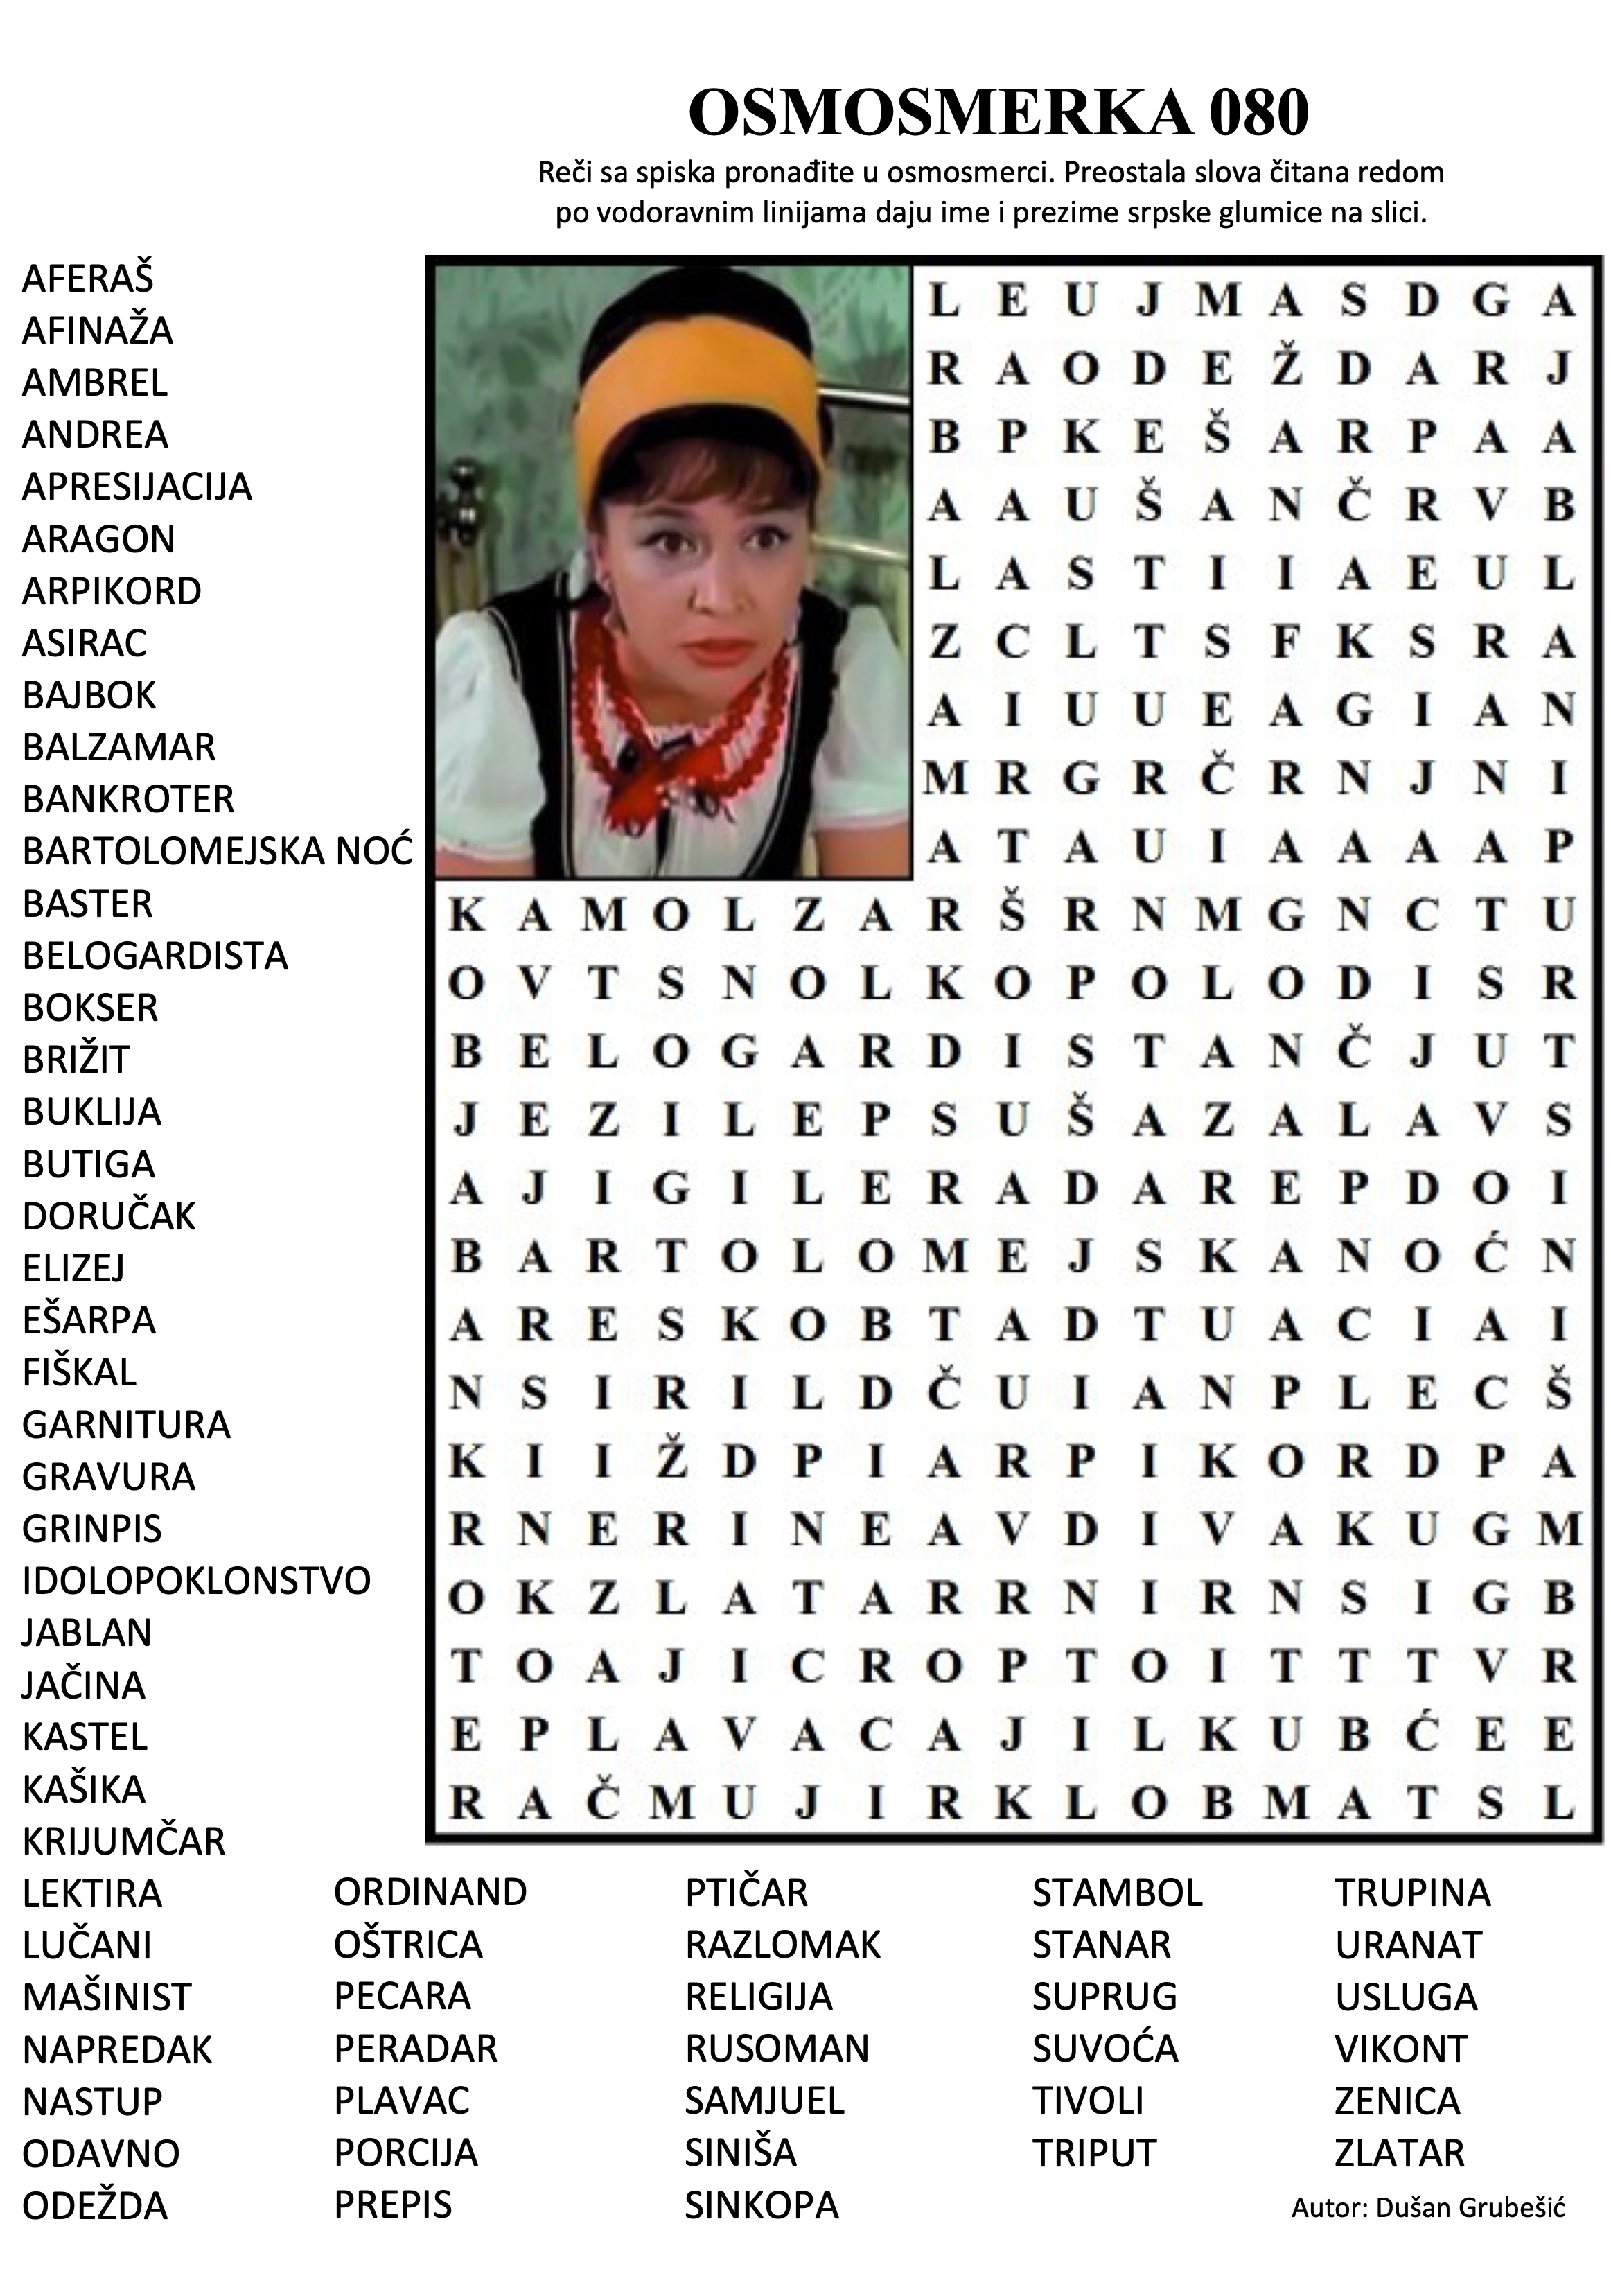 OSMOSMERKA 080
Reči sa spiska pronađite u osmosmerci. Preostala slova čitana redom
po vodoravnim linijama daju ime i prezime srpske glumice na slici.
AFERAŠ
AFINAŽA
AMBREL
ANDREA
APRESIJACIJA
ARAGON
ARPIKORD
ASIRAC
BAJBOK
BALZAMAR
BANKROTER
BARTOLOMEJSKA NOĆ
BASTER
BELOGARDISTA
BOKSER
BRIŽIT
BUKLIJA
BUTIGA
DORUČAK
ELIZEJ
EŠARPA
FIŠKAL
GARNITURA
GRAVURA
GRINPIS
IDOLOPOKLONSTVO
JABLAN
JAČINA
KASTEL
KAŠIKA
KRIJUMČAR
LEKTIRA
LUČANI
MAŠINIST
NAPREDAK
NASTUP
ODAVNO
ODEŽDA
L E U J M A S D G A
R A O D E Ž D A R J
B P K E Š A R P A A
A A U Š A N Č R V B
L A S T I I A E U L
Z C L T S F K S R A
A I U U E A G I A N
M R G R Č R N J N I
A T A U I A A A A P
K A M O L Z A R Š R N M G N C T U
O V T S N O L K O P O L O D I S R
B E L O G A R D I S T A N Č J U T
J E Z I L E P S U Š A Z A L A V S
A J I G I L E R A D A R E P D O I
B A R T O L O M E J S K A N O Ć N
A R E S K O B T A D T U A C I A I
N S I R I L D Č U I A N P L E C Š
K I I Ž D P I A R P I K O R D P A
R N E R I N E A V D I V A K U G M
O K Z L A T A R R N I R N S I G B
T O A J I C R O P T O I T T T V R
E P L A V A C A J I L K U B Ć E E
R A Č M U J I R K L O B M A T S L
ORDINAND
OŠTRICA
PECARA
PERADAR
PLAVAC
PORCIJA
PREPIS
PTIČAR
RAZLOMAK
RELIGIJA
RUSOMAN
SAMJUEL
SINIŠA
SINKOPA
STAMBOL
STANAR
SUPRUG
SUVOĆA
TIVOLI
TRIPUT
TRUPINA
URANAT
USLUGA
VIKONT
ZENICA
ZLATAR
Autor: Dušan Grubešić